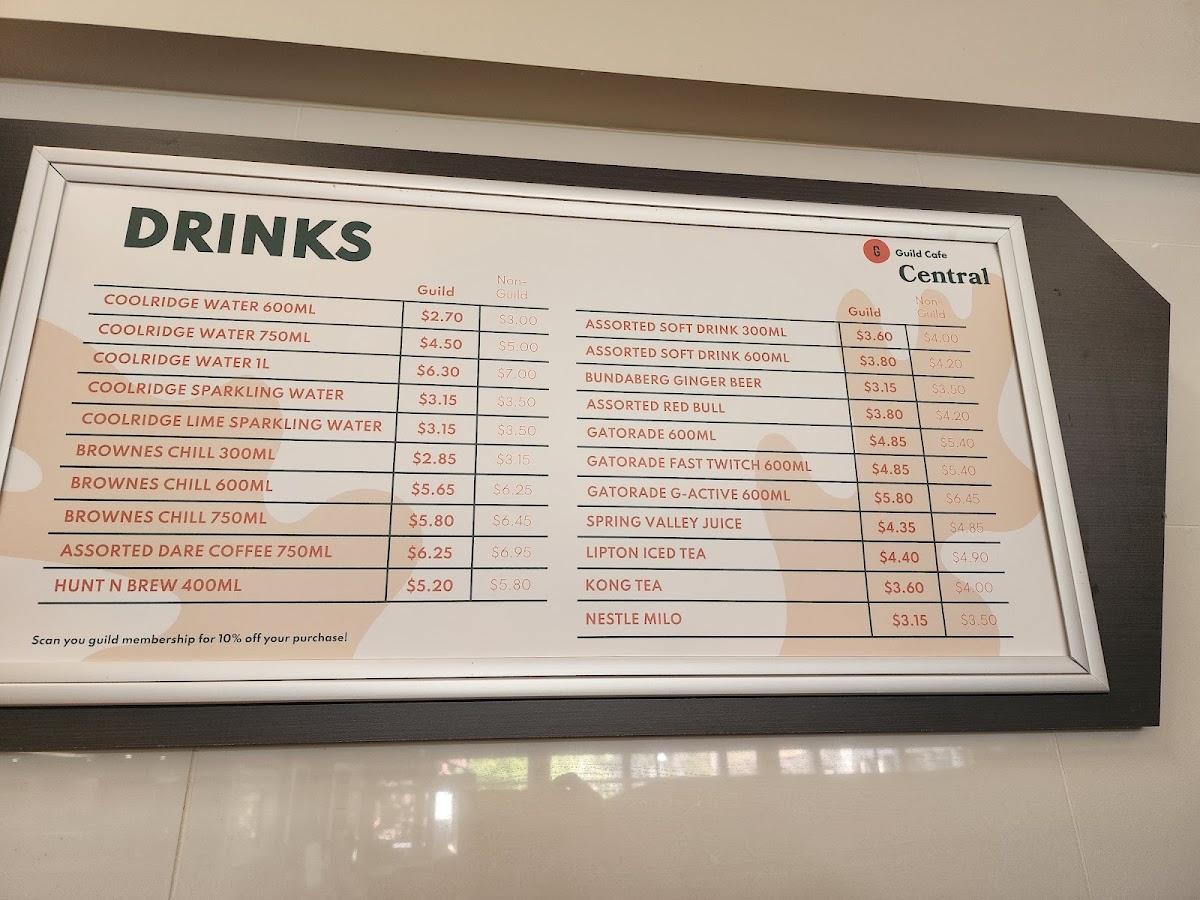 DRINKS
Guild Non-Guild
COOLRIDGE WATER 600ML $2.70 $3.00
COOLRIDGE WATER 750ML $4.50 $5.00
COOLRIDGE WATER 1L $6.30 $7.00
COOLRIDGE SPARKLING WATER $3.15 $3.50
COOLRIDGE LIME SPARKLING WATER $3.15 $3.50
BROWNES CHILL 300ML $2.85 $3.15
BROWNES CHILL 600ML $5.65 $6.25
BROWNES CHILL 750ML $5.80 $6.45
ASSORTED DARE COFFEE 750ML $6.25 $6.95
HUNT N BREW 400ML $5.20 $5.80
Scan you guild membership for 10% off your purchase!
G Guild Cafe
Central
Guild Non-Guild
ASSORTED SOFT DRINK 300ML $3.60 $4.00
ASSORTED SOFT DRINK 600ML $3.80 $4.20
BUNDABERG GINGER BEER $3.15 $3.50
ASSORTED RED BULL $3.80 $4.20
GATORADE 600ML $4.85 $5.40
GATORADE FAST TWITCH 600ML $4.85 $5.40
GATORADE G-ACTIVE 600ML $5.80 $6.45
SPRING VALLEY JUICE $4.35 $4.85
LIPTON ICED TEA $4.40 $4.90
KONG TEA $3.60 $4.00
NESTLE MILO $3.15 $3.50